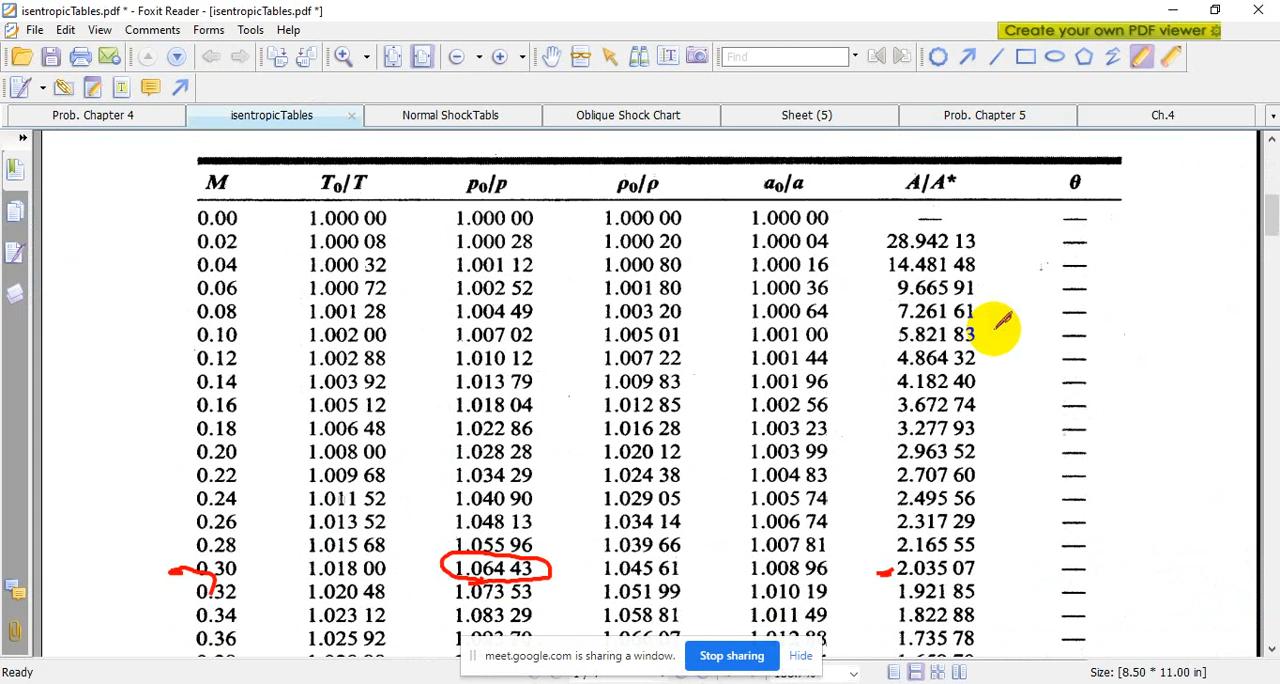 isentropicTables.pdf * - Foxit Reader - [isentropicTables.pdf *]
File Edit View Comments Forms Tools Help
Create your own PDF viewer
Find
Prob. Chapter 4 isentropicTables Normal ShockTable Oblique Shock Chart Sheet (5) Prob. Chapter 5 Ch.4
M T₀/T p₀/p ρ₀/ρ a₀/a A/A* θ
0.00 1.000 00 1.000 00 1.000 00 1.000 00 — —
0.02 1.000 08 1.000 28 1.000 20 1.000 04 28.942 13 —
0.04 1.000 32 1.001 12 1.000 80 1.000 16 14.481 48 —
0.06 1.000 72 1.002 52 1.001 80 1.000 36 9.665 91 —
0.08 1.001 28 1.004 49 1.003 20 1.000 64 7.261 61 —
0.10 1.002 00 1.007 02 1.005 01 1.001 00 5.821 83 —
0.12 1.002 88 1.010 12 1.007 22 1.001 44 4.864 32 —
0.14 1.003 92 1.013 79 1.009 83 1.001 96 4.182 40 —
0.16 1.005 12 1.018 04 1.012 85 1.002 56 3.672 74 —
0.18 1.006 48 1.022 86 1.016 28 1.003 23 3.277 93 —
0.20 1.008 00 1.028 28 1.020 12 1.003 99 2.963 52 —
0.22 1.009 68 1.034 29 1.024 38 1.004 83 2.707 60 —
0.24 1.011 52 1.040 90 1.029 05 1.005 74 2.495 56 —
0.26 1.013 52 1.048 13 1.034 14 1.006 74 2.317 29 —
0.28 1.015 68 1.055 96 1.039 66 1.007 81 2.165 55 —
0.30 1.018 00 1.064 43 1.045 61 1.008 96 2.035 07 —
0.32 1.020 48 1.073 53 1.051 99 1.010 19 1.921 85 —
0.34 1.023 12 1.083 29 1.058 81 1.011 49 1.822 88 —
0.36 1.025 92 1.735 78 —
meet.google.com is sharing a window. Stop sharing Hide
Ready Size: [8.50 * 11.00 in]